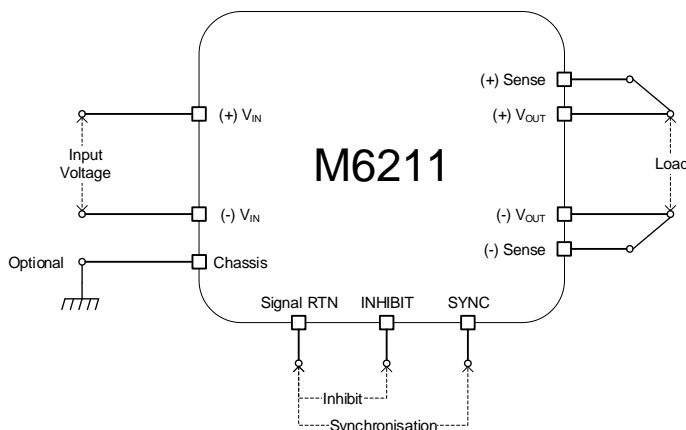 (+) Sense
(+) VIN
(+) VOUT
Input
Voltage
M6211
Load
(-) VIN
(-) VOUT
(-) Sense
Optional
Chassis
Signal RTN
INHIBIT
SYNC
Inhibit
Synchronisation